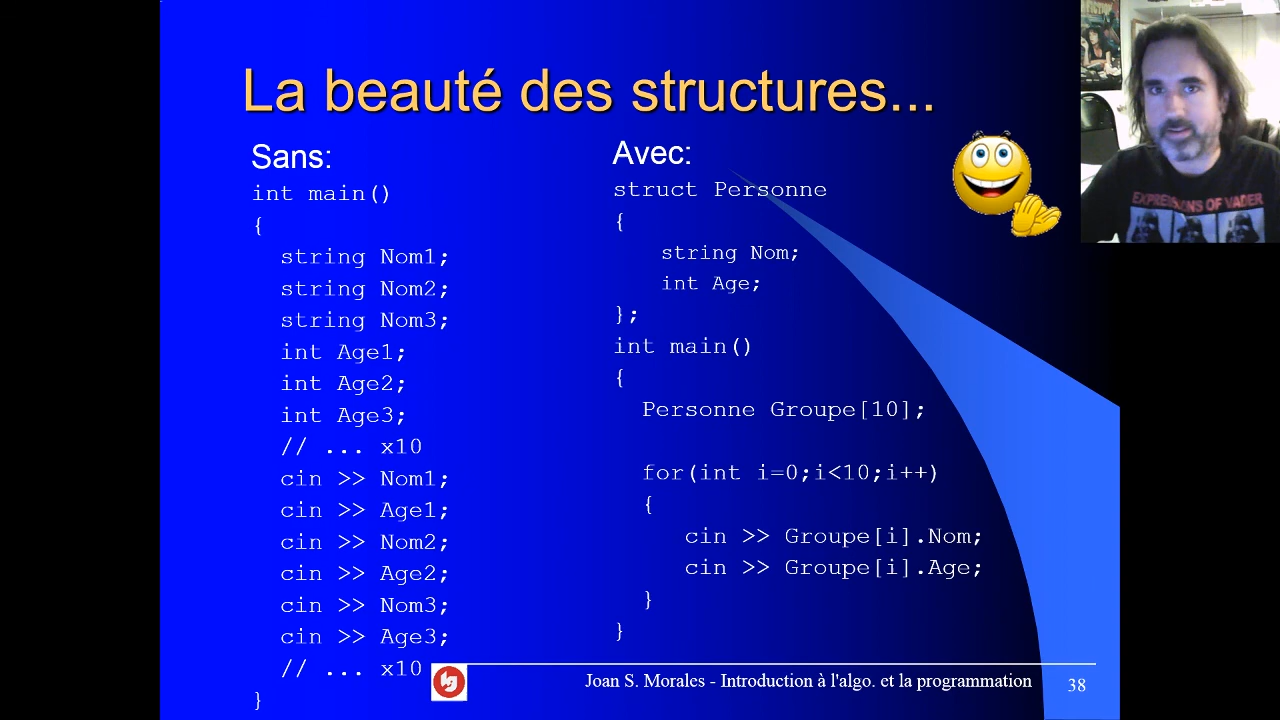 La beauté des structures...
Sans:
int main()
{
string Nom1;
string Nom2;
string Nom3;
int Age1;
int Age2;
int Age3;
// ... x10
cin >> Nom1;
cin >> Age1;
cin >> Nom2;
cin >> Age2;
cin >> Nom3;
cin >> Age3;
// ... x10
}
Avec:
struct Personne
{
string Nom;
int Age;
};
int main()
{
Personne Groupe[10];
for(int i=0;i<10;i++)
{
cin >> Groupe[i].Nom;
cin >> Groupe[i].Age;
}
}
Joan S. Morales - Introduction à l'algo. et la programmation
38
EXPRESSIONS OF VADER